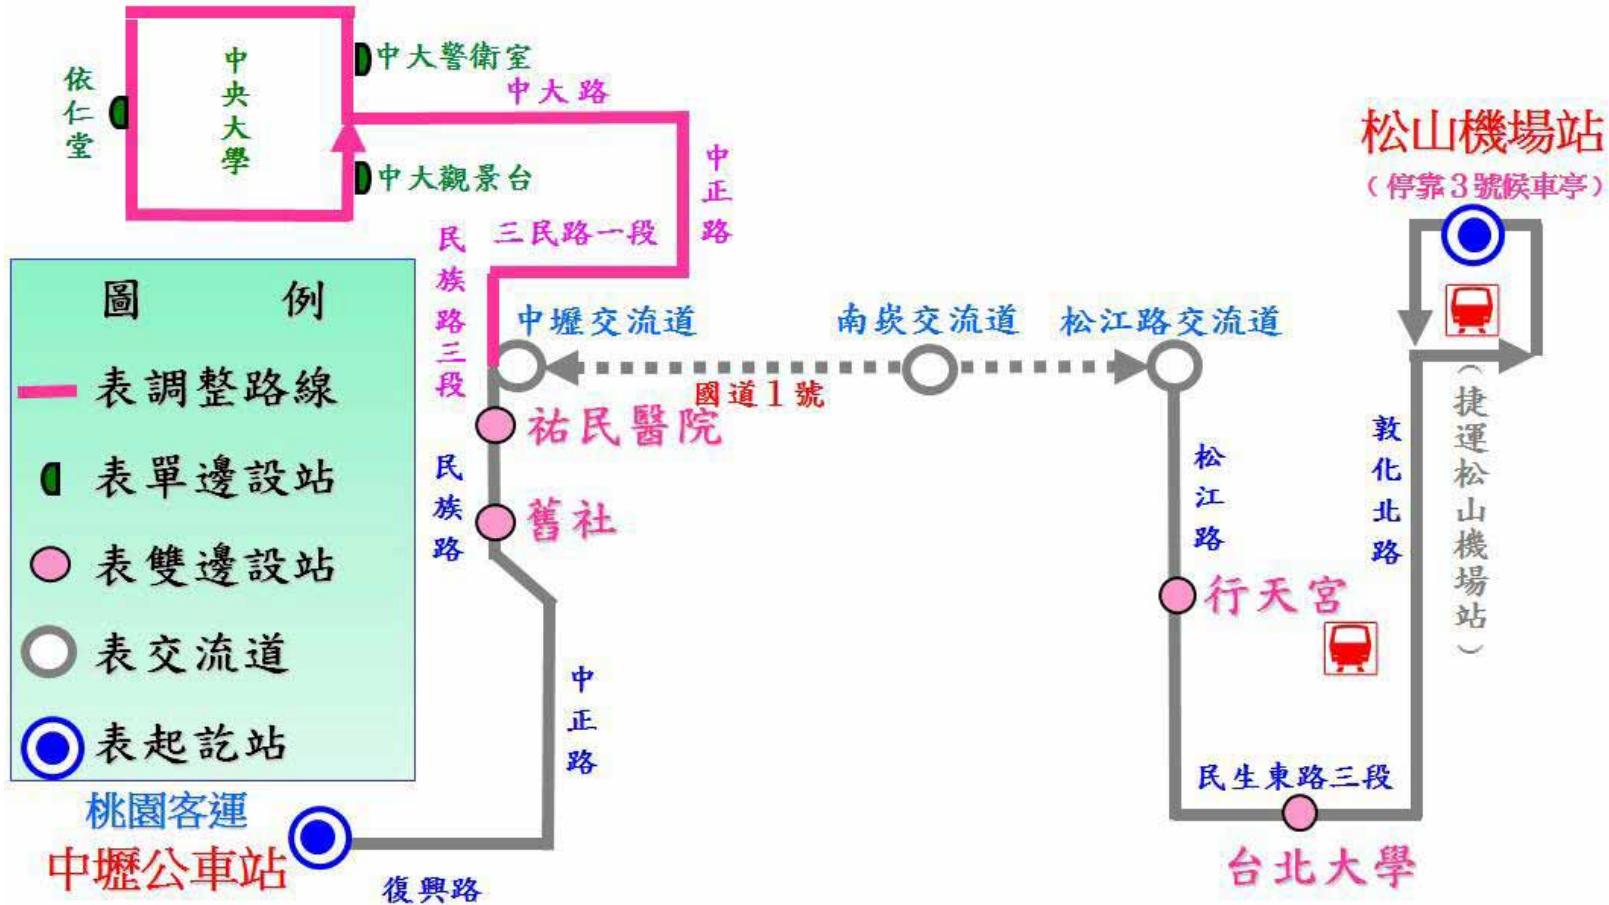 中央大學
依仁堂
中大警衛室
中大路
中大觀景台
中正路
三民路一段
民族路三段
松山機場站
（停靠3號候車亭）
圖 例
表調整路線
表單邊設站
表雙邊設站
表交流道
表起訖站
中壢交流道
南崁交流道
松江路交流道
國道1號
祐民醫院
民族路
舊社
中正路
松江路
行天宮
敦化北路
（捷運松山機場站）
民生東路三段
台北大學
桃園客運
中壢公車站
復興路